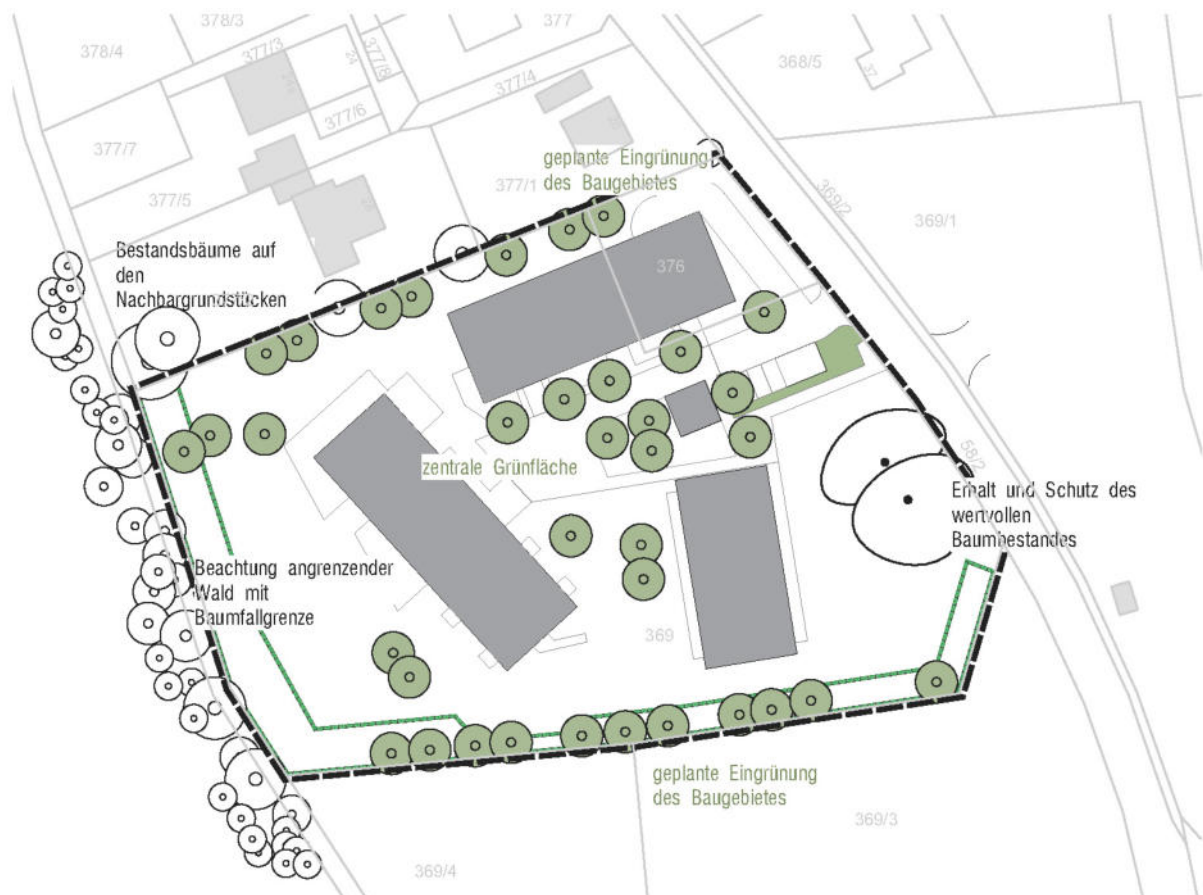 378/3
377
378/4
377/3
377/8
24
368/5
37
377/4
377/6
377/7
geplante Eingrünung
des Baugebietes
377/1
377/5
369/2
369/1
Bestandsbäume auf
den
Nachbargrundstücken
376
zentrale Grünfläche
58/2
Erhalt und Schutz des
wertvollen
Baumbestandes
Beachtung angrenzender
Wald mit
Baumfallgrenze
369
geplante Eingrünung
des Baugebietes
369/3
369/4